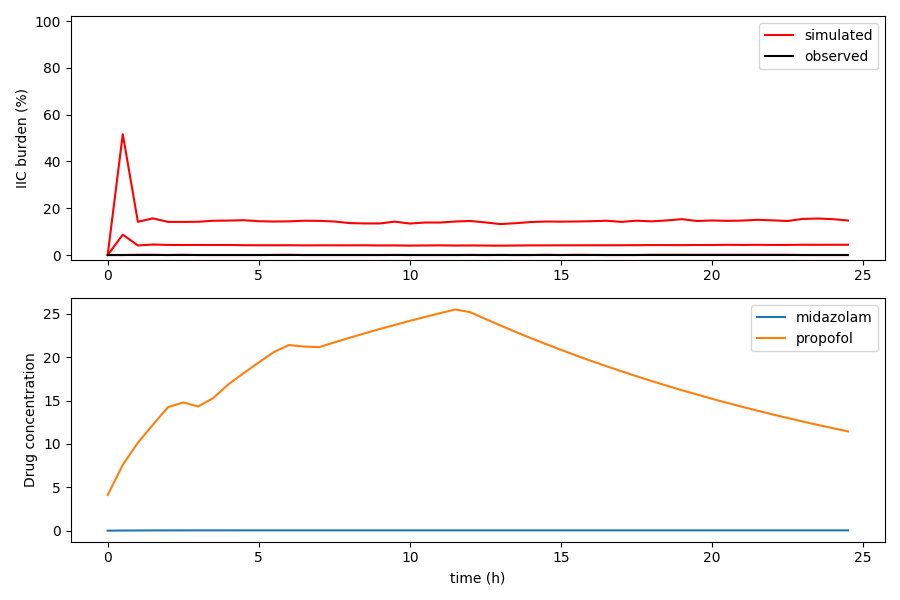 IIC burden (%)
100
80
60
40
20
0
simulated
observed
0 5 10 15 20 25
Drug concentration
25
20
15
10
5
0
midazolam
propofol
0 5 10 15 20 25
time (h)